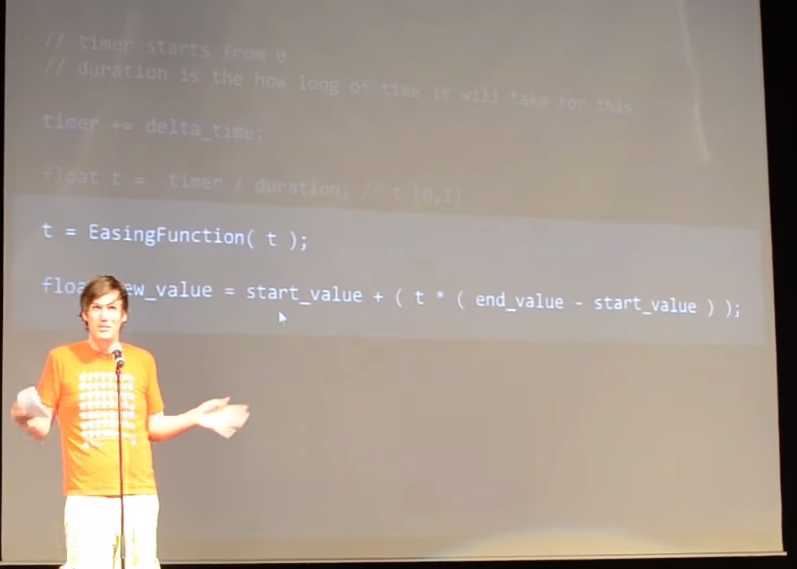 // timer starts from 0
// duration is the how long of time it will take for this
timer += delta_time;
float t = timer / duration; // t [0,1]
t = EasingFunction( t );
floa ew_value = start_value + ( t * ( end_value - start_value ) );